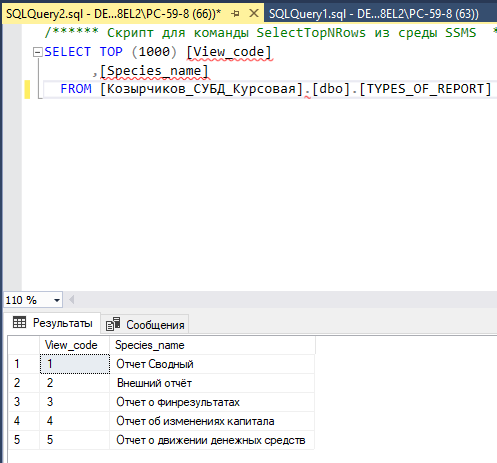 SQLQuery2.sql - DE...8EL2\PC-59-8 (66))* SQLQuery1.sql - DE...8EL2\PC-59-8 (63))
/****** Скрипт для команды SelectTopNRows из среды SSMS *
SELECT TOP (1000) [View_code]
,[Species_name]
FROM [Козырчиков_СУБД_Курсовая].[dbo].[TYPES_OF_REPORT]
110 %
Результаты Сообщения
View_code Species_name
1 1 Отчет Сводный
2 2 Внешний отчёт
3 3 Отчет о финрезультатах
4 4 Отчет об изменениях капитала
5 5 Отчет о движении денежных средств